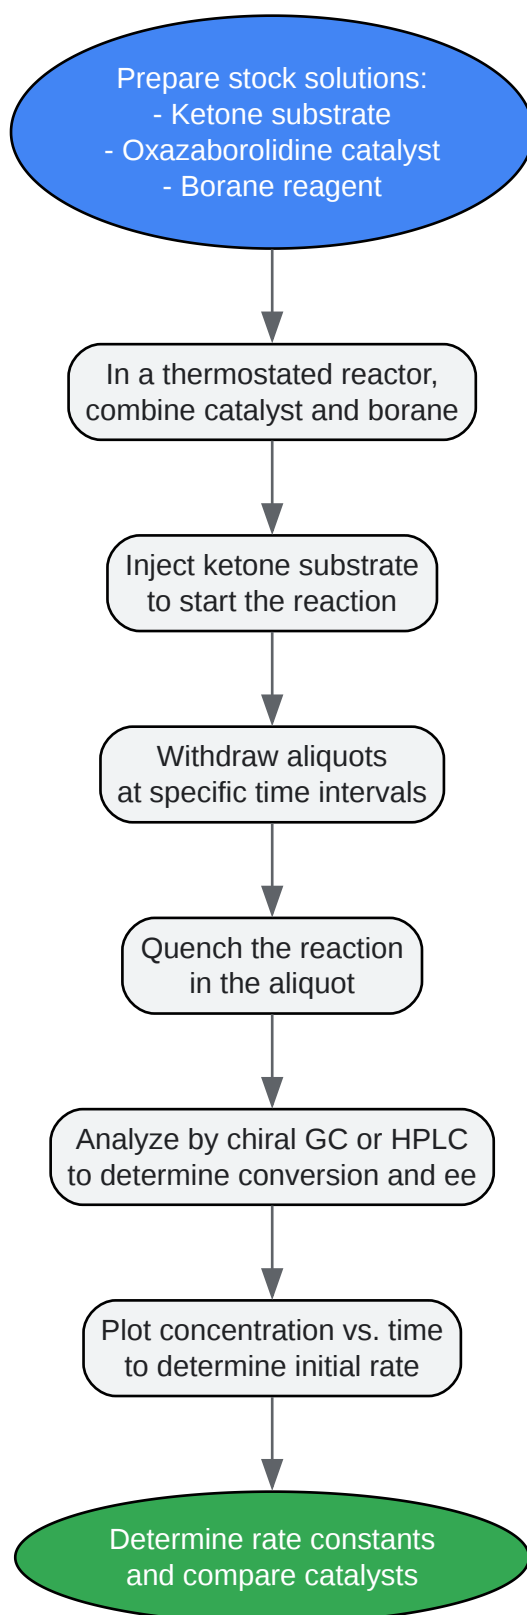 Prepare stock solutions:
- Ketone substrate
- Oxazaborolidine catalyst
- Borane reagent
In a thermostated reactor,
combine catalyst and borane
Inject ketone substrate
to start the reaction
Withdraw aliquots
at specific time intervals
Quench the reaction
in the aliquot
Analyze by chiral GC or HPLC
to determine conversion and ee
Plot concentration vs. time
to determine initial rate
Determine rate constants
and compare catalysts